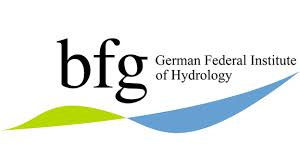 bfg
German Federal Institute
of Hydrology